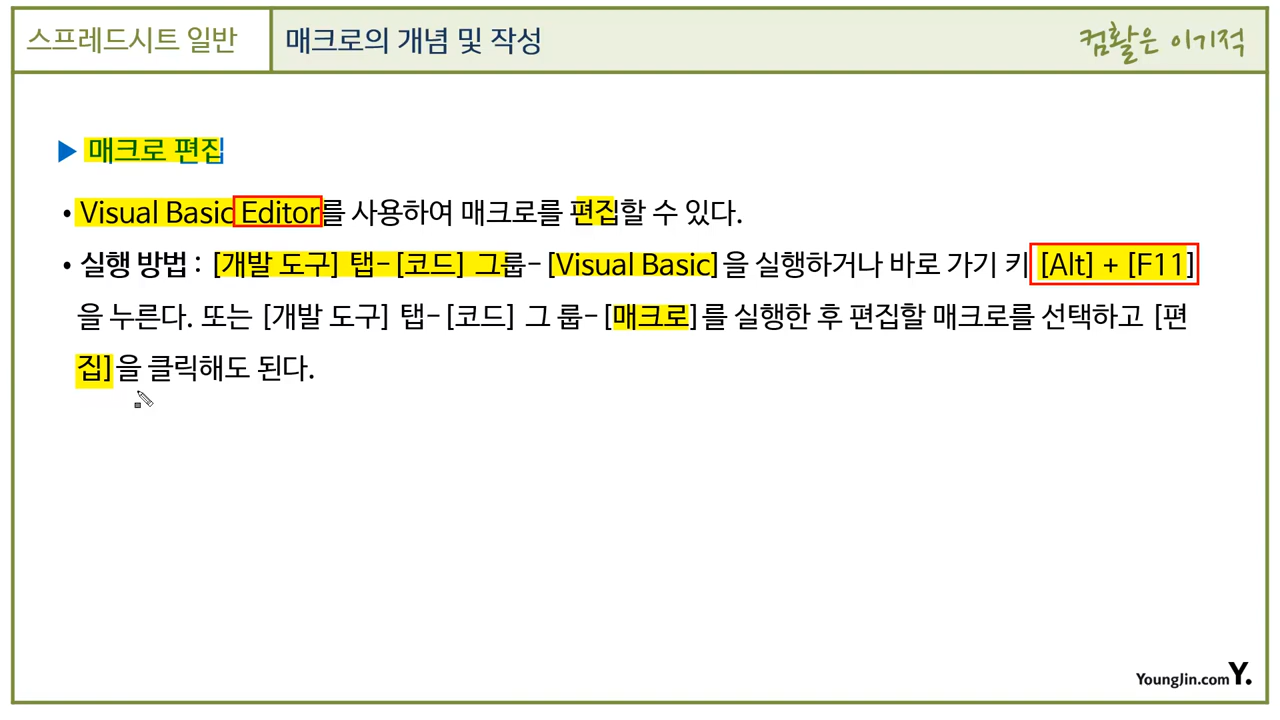 스프레드시트 일반
매크로의 개념 및 작성
컴활은 이기적
▶ 매크로 편집
• Visual Basic Editor를 사용하여 매크로를 편집할 수 있다.
• 실행 방법 : [개발 도구] 탭-[코드] 그룹-[Visual Basic]을 실행하거나 바로 가기 키 [Alt] + [F11]
을 누른다. 또는 [개발 도구] 탭-[코드] 그 룹-[매크로]를 실행한 후 편집할 매크로를 선택하고 [편
집]을 클릭해도 된다.
YoungJin.com Y.